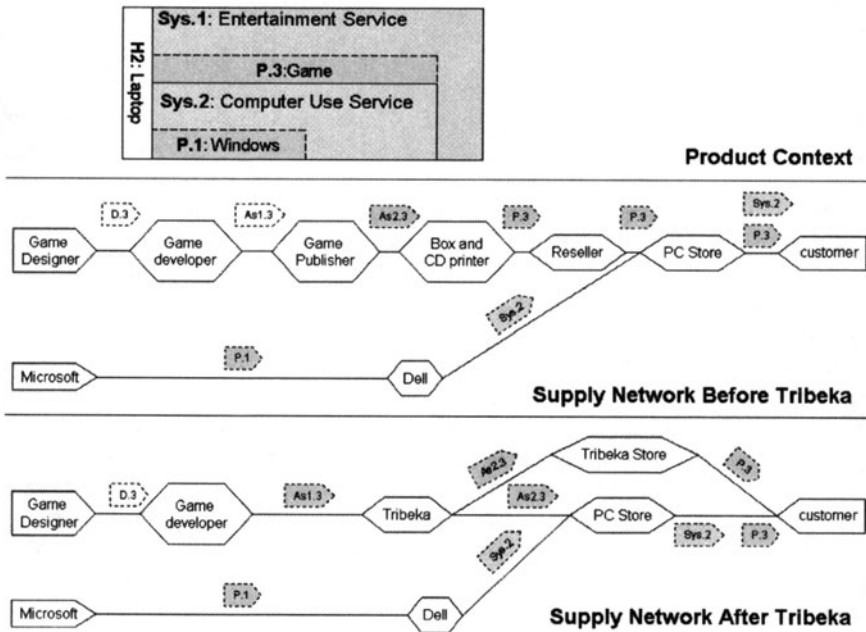 Sys.1: Entertainment Service
H2: Laptop
P.3:Game
Sys.2: Computer Use Service
P.1: Windows
Product Context
D.3
As1.3
As2.3
P.3
P.3
Sys.2
P.3
Game
Designer
Game
developer
Game
Publisher
Box and
CD printer
Reseller
PC Store
customer
Sys.2
P.1
Microsoft
Dell
Supply Network Before Tribeka
As2.3
Tribeka Store
P.3
D.3
As1.3
As2.3
Game
Designer
Game
developer
Tribeka
PC Store
customer
Sys.2
Sys.2
P.3
P.1
Microsoft
Dell
Supply Network After Tribeka